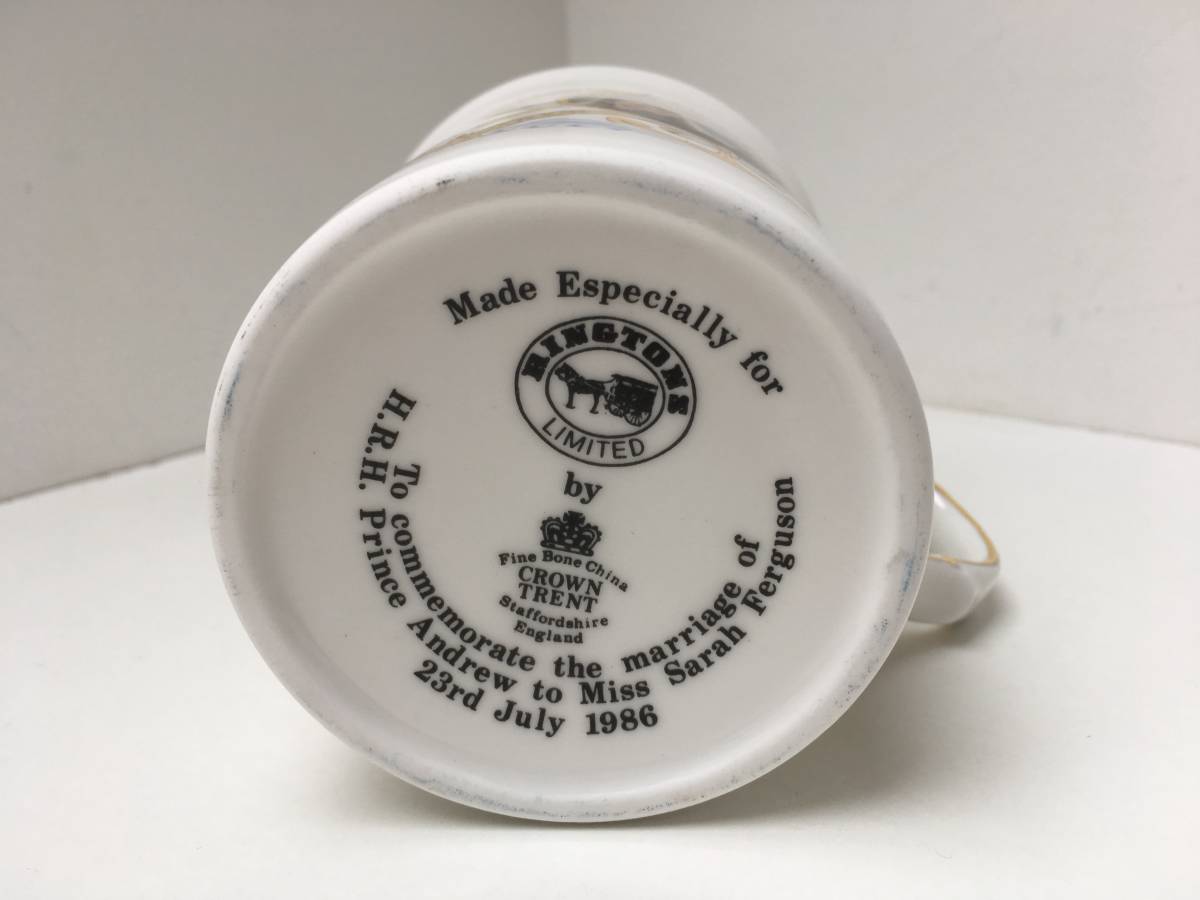 Made Especially for
RINGTONS
LIMITED
by
Fine Bone China
CROWN
TRENT
Staffordshire
England
To commemorate the marriage of
H.R.H. Prince Andrew to Miss Sarah Ferguson
23rd July 1986